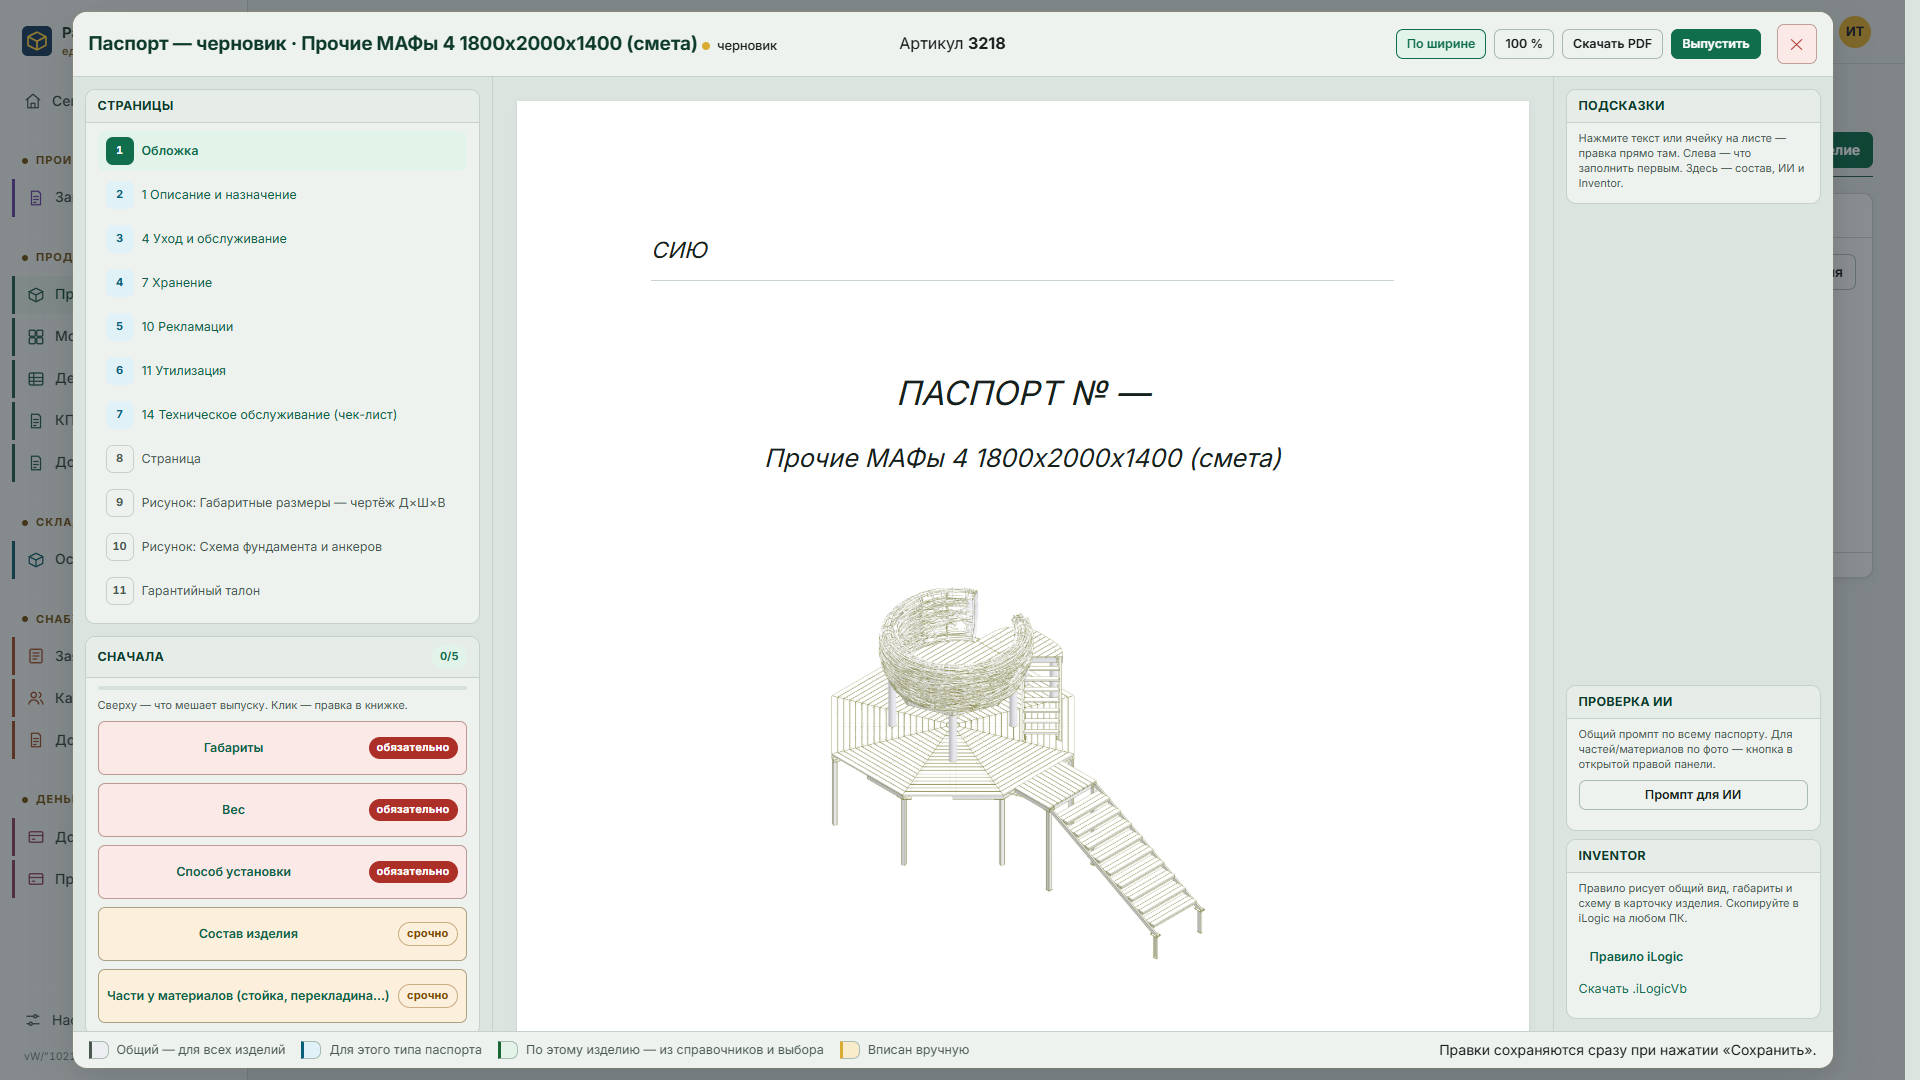 Паспорт — черновик · Прочие МАФы 4 1800х2000х1400 (смета)
черновик
Артикул 3218
По ширине
100 %
Скачать PDF
Выпустить
ИТ
СТРАНИЦЫ
1 Обложка
2 1 Описание и назначение
3 4 Уход и обслуживание
4 7 Хранение
5 10 Рекламации
6 11 Утилизация
7 14 Техническое обслуживание (чек-лист)
8 Страница
9 Рисунок: Габаритные размеры — чертёж Д×Ш×В
10 Рисунок: Схема фундамента и анкеров
11 Гарантийный талон
СНАЧАЛА
0/5
Сверху — что мешает выпуску. Клик — правка в книжке.
Габариты
обязательно
Вес
обязательно
Способ установки
обязательно
Состав изделия
срочно
Части у материалов (стойка, перекладина…)
срочно
СИЮ
ПАСПОРТ № —
Прочие МАФы 4 1800х2000х1400 (смета)
ПОДСКАЗКИ
Нажмите текст или ячейку на листе —
правка прямо там. Слева — что
заполнить первым. Здесь — состав, ИИ и
Inventor.
ПРОВЕРКА ИИ
Общий промпт по всему паспорту. Для
частей/материалов по фото — кнопка в
открытой правой панели.
Промпт для ИИ
INVENTOR
Правило рисует общий вид, габариты и
схему в карточку изделия. Скопируйте в
iLogic на любом ПК.
Правило iLogic
Скачать .iLogicVb
Общий — для всех изделий
Для этого типа паспорта
По этому изделию — из справочников и выбора
Вписан вручную
Правки сохраняются сразу при нажатии «Сохранить».